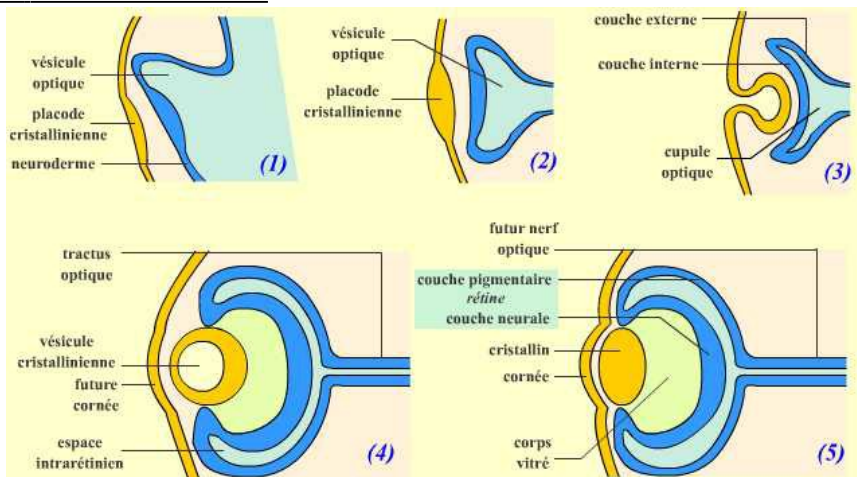 vésicule
optique
placode
cristallinienne
neuroderme
(1)
vésicule
optique
placode
cristallinienne
(2)
couche externe
couche interne
cupule
optique
(3)
tractus
optique
vésicule
cristallinienne
future
cornée
espace
intrarétinien
(4)
futur nerf
optique
couche pigmentaire
rétine
couche neurale
cristallin
cornée
corps
vitré
(5)